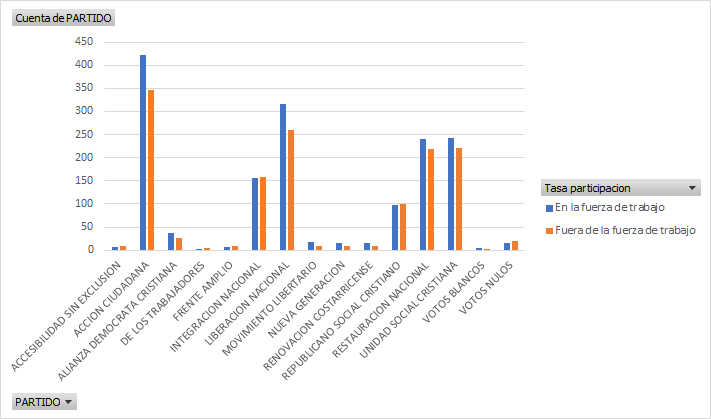 Cuenta de PARTIDO
450
400
350
300
250
200
150
100
50
0
ACCESIBILIDAD SIN EXCLUSION
ACCION CIUDADANA
ALIANZA DEMOCRATA CRISTIANA
DE LOS TRABAJADORES
FRENTE AMPLIO
INTEGRACION NACIONAL
LIBERACION NACIONAL
MOVIMIENTO LIBERTARIO
NUEVA GENERACION
RENOVACION COSTARRICENSE
REPUBLICANO SOCIAL CRISTIANO
RESTAURACION NACIONAL
UNIDAD SOCIAL CRISTIANA
VOTOS BLANCOS
VOTOS NULOS
Tasa participacion
En la fuerza de trabajo
Fuera de la fuerza de trabajo
PARTIDO